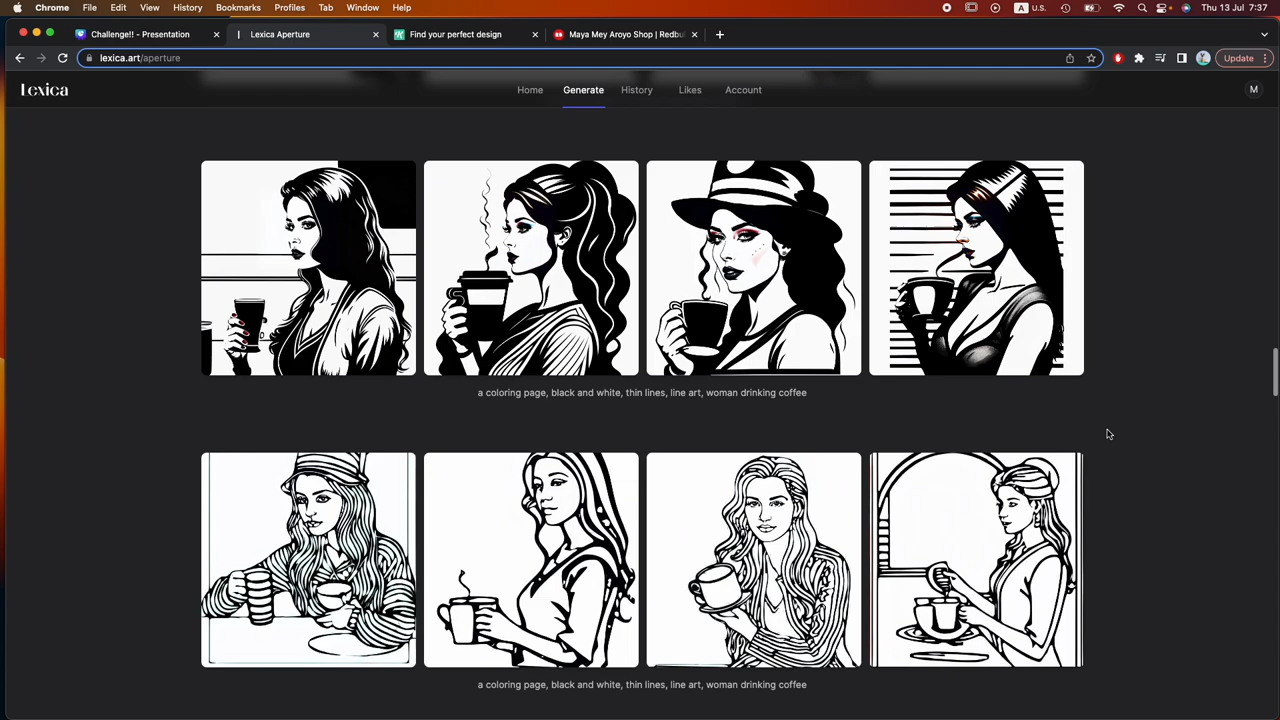 Chrome File Edit View History Bookmarks Profiles Tab Window Help A U.S. Thu 13 Jul 7:37
Challenge!! - Presentation Lexica Aperture Find your perfect design Maya Mey Aroyo Shop | Redbut
lexica.art/aperture Update
Lexica Home Generate History Likes Account M
a coloring page, black and white, thin lines, line art, woman drinking coffee
a coloring page, black and white, thin lines, line art, woman drinking coffee